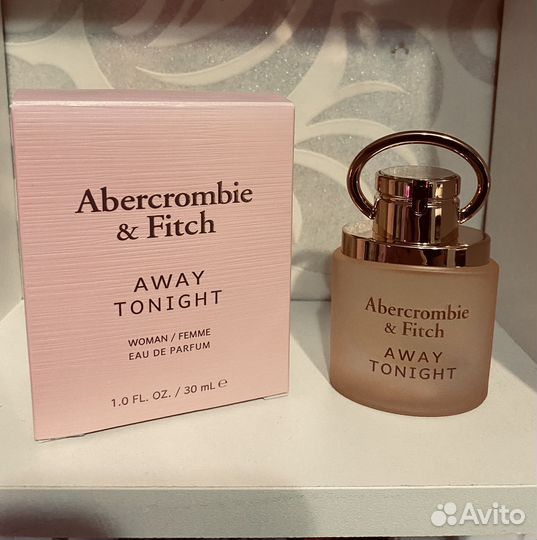 Abercrombie
& Fitch
AWAY
TONIGHT
WOMAN / FEMME
EAU DE PARFUM
1.0 FL. OZ. / 30 mL ℮
Abercrombie
& Fitch
AWAY
TONIGHT
Avito